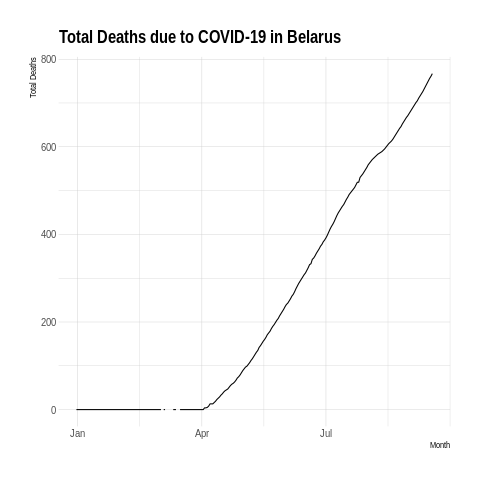 Total Deaths due to COVID-19 in Belarus
Total Deaths
800
600
400
200
0
Jan Apr Jul
Month